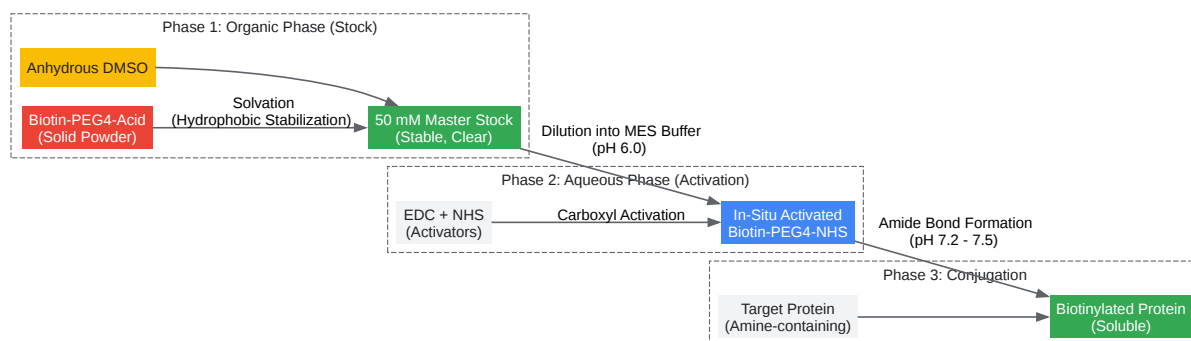 Phase 1: Organic Phase (Stock)
Anhydrous DMSO
Biotin-PEG4-Acid
(Solid Powder)
Solvation
(Hydrophobic Stabilization)
50 mM Master Stock
(Stable, Clear)
Dilution into MES Buffer
(pH 6.0)
Phase 2: Aqueous Phase (Activation)
EDC + NHS
(Activators)
Carboxyl Activation
In-Situ Activated
Biotin-PEG4-NHS
Amide Bond Formation
(pH 7.2 - 7.5)
Phase 3: Conjugation
Target Protein
(Amine-containing)
Biotinylated Protein
(Soluble)